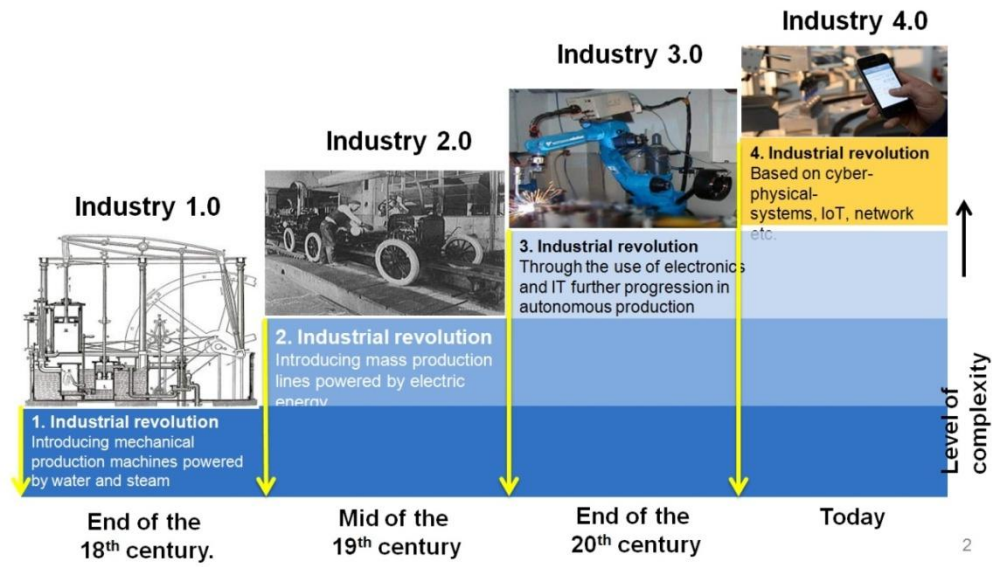 Industry 4.0
Industry 3.0
Industry 2.0
Industry 1.0
4. Industrial revolution
Based on cyber-
physical-
systems, IoT, network
etc.
3. Industrial revolution
Through the use of electronics
and IT further progression in
autonomous production
2. Industrial revolution
Introducing mass production
lines powered by electric
energy
1. Industrial revolution
Introducing mechanical
production machines powered
by water and steam
Level of
complexity
End of the
18th century.
Mid of the
19th century
End of the
20th century
Today
2